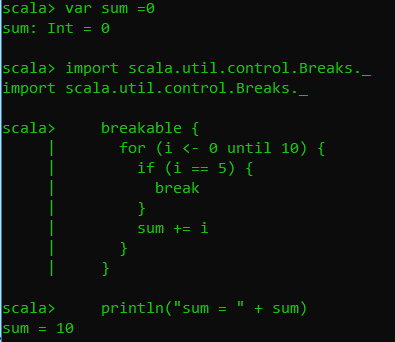 scala> var sum =0
sum: Int = 0
scala> import scala.util.control.Breaks._
import scala.util.control.Breaks._
scala>     breakable {
     |       for (i <- 0 until 10) {
     |         if (i == 5) {
     |           break
     |         }
     |         sum += i
     |       }
     |     }
scala>     println("sum = " + sum)
sum = 10